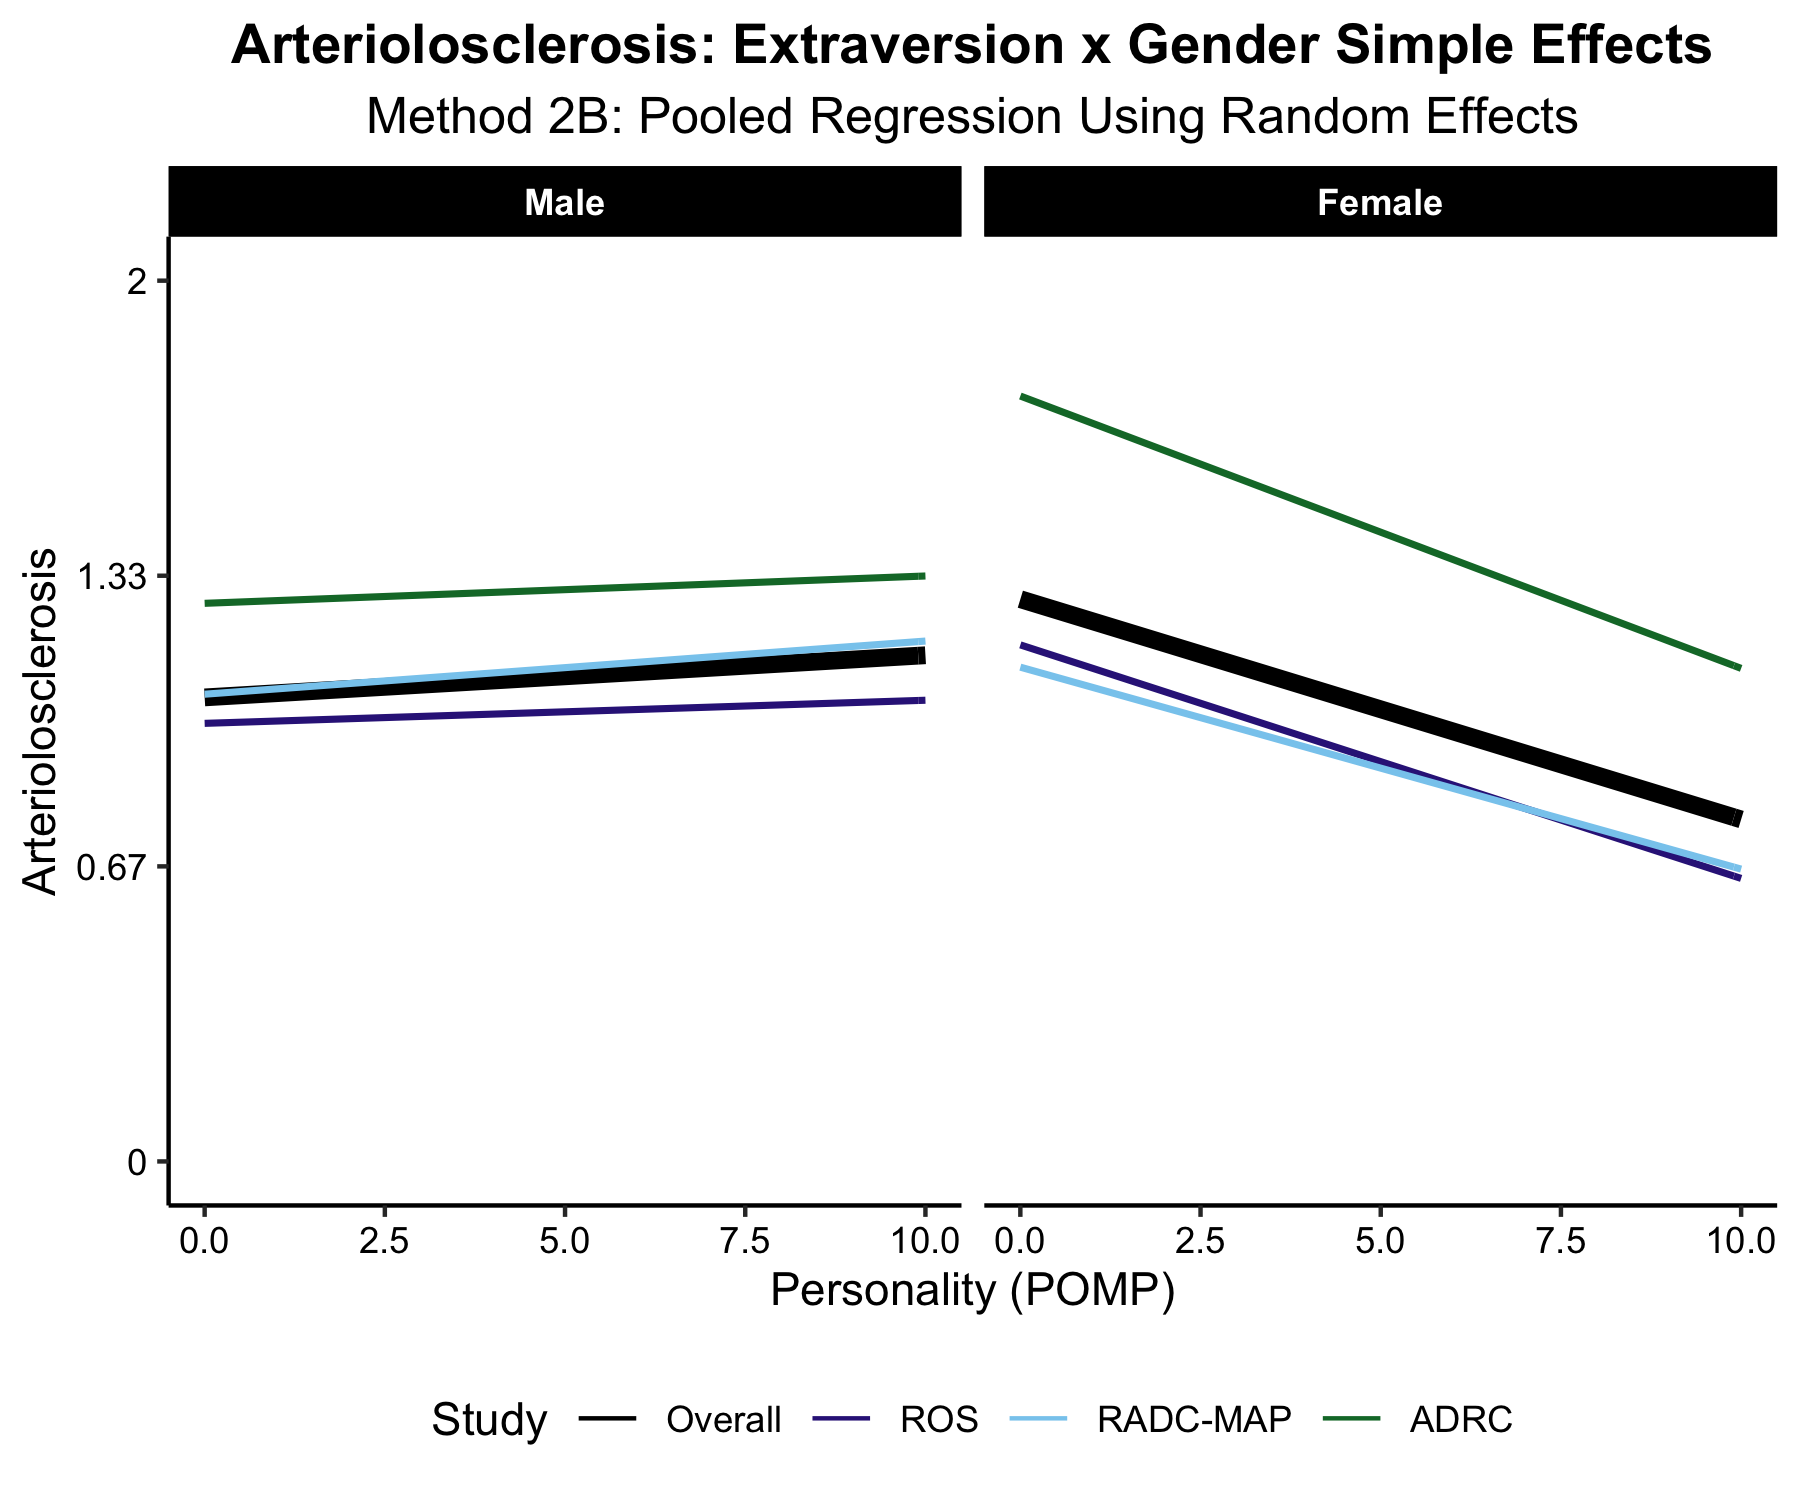 Arteriolosclerosis: Extraversion x Gender Simple Effects
Method 2B: Pooled Regression Using Random Effects
Male Female
2
1.33
0.67
0
Arteriolosclerosis
0.0 2.5 5.0 7.5 10.0 0.0 2.5 5.0 7.5 10.0
Personality (POMP)
Study Overall ROS RADC-MAP ADRC